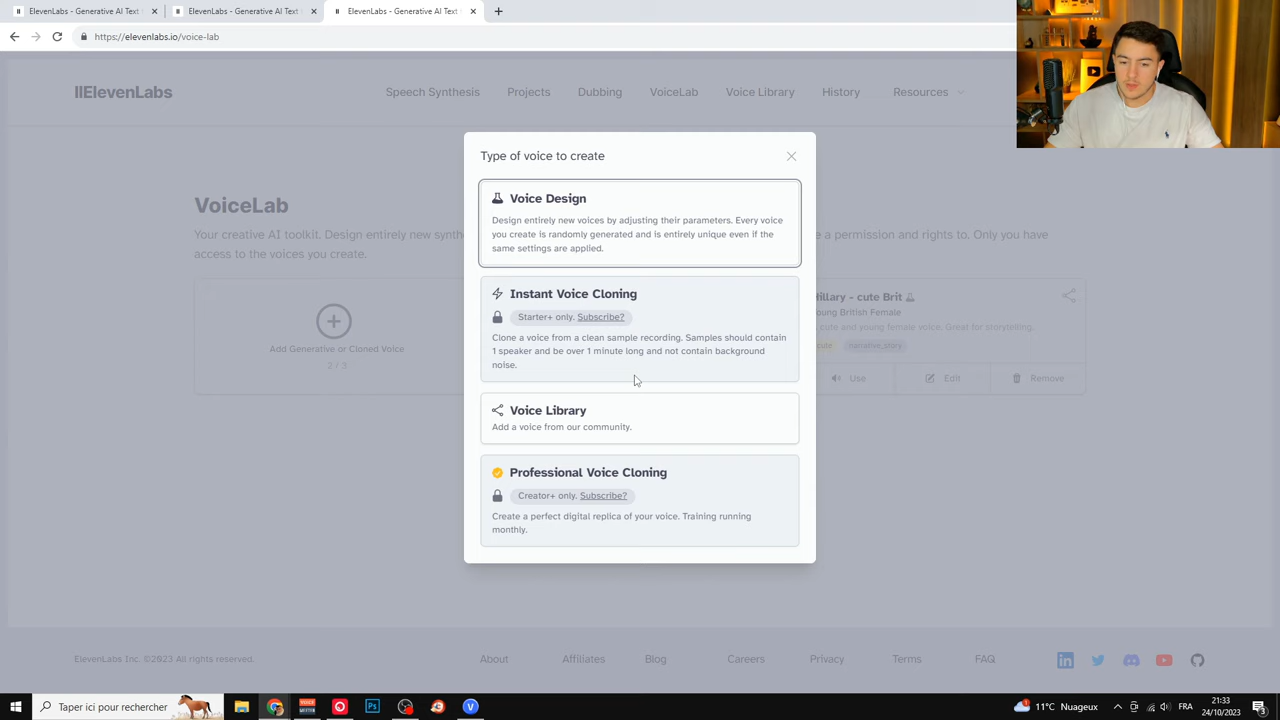 ElevenLabs - Generative AI Text
ElevenLabs - Generative AI Text
ElevenLabs - Generative AI Text
https://elevenlabs.io/voice-lab
IIElevenLabs
Speech Synthesis
Projects
Dubbing
VoiceLab
Voice Library
History
Resources
Type of voice to create
Voice Design
Design entirely new voices by adjusting their parameters. Every voice
you create is randomly generated and is entirely unique even if the
same settings are applied.
Instant Voice Cloning
Starter+ only. Subscribe?
Clone a voice from a clean sample recording. Samples should contain
1 speaker and be over 1 minute long and not contain background
noise.
Voice Library
Add a voice from our community.
Professional Voice Cloning
Creator+ only. Subscribe?
Create a perfect digital replica of your voice. Training running
monthly.
VoiceLab
Your creative AI toolkit. Design entirely new
a permission and rights to. Only you have
access to the voices you create.
Add Generative or Cloned Voice
2 / 3
Hillary - cute Brit
Young British Female
cute and young female voice. Great for storytelling.
cute
narrative_story
Use
Edit
Remove
ElevenLabs Inc. ©2023 All rights reserved.
About
Affiliates
Blog
Careers
Privacy
Terms
FAQ
Taper ici pour rechercher
11°C Nuageux
FRA
21:33
24/10/2023
3